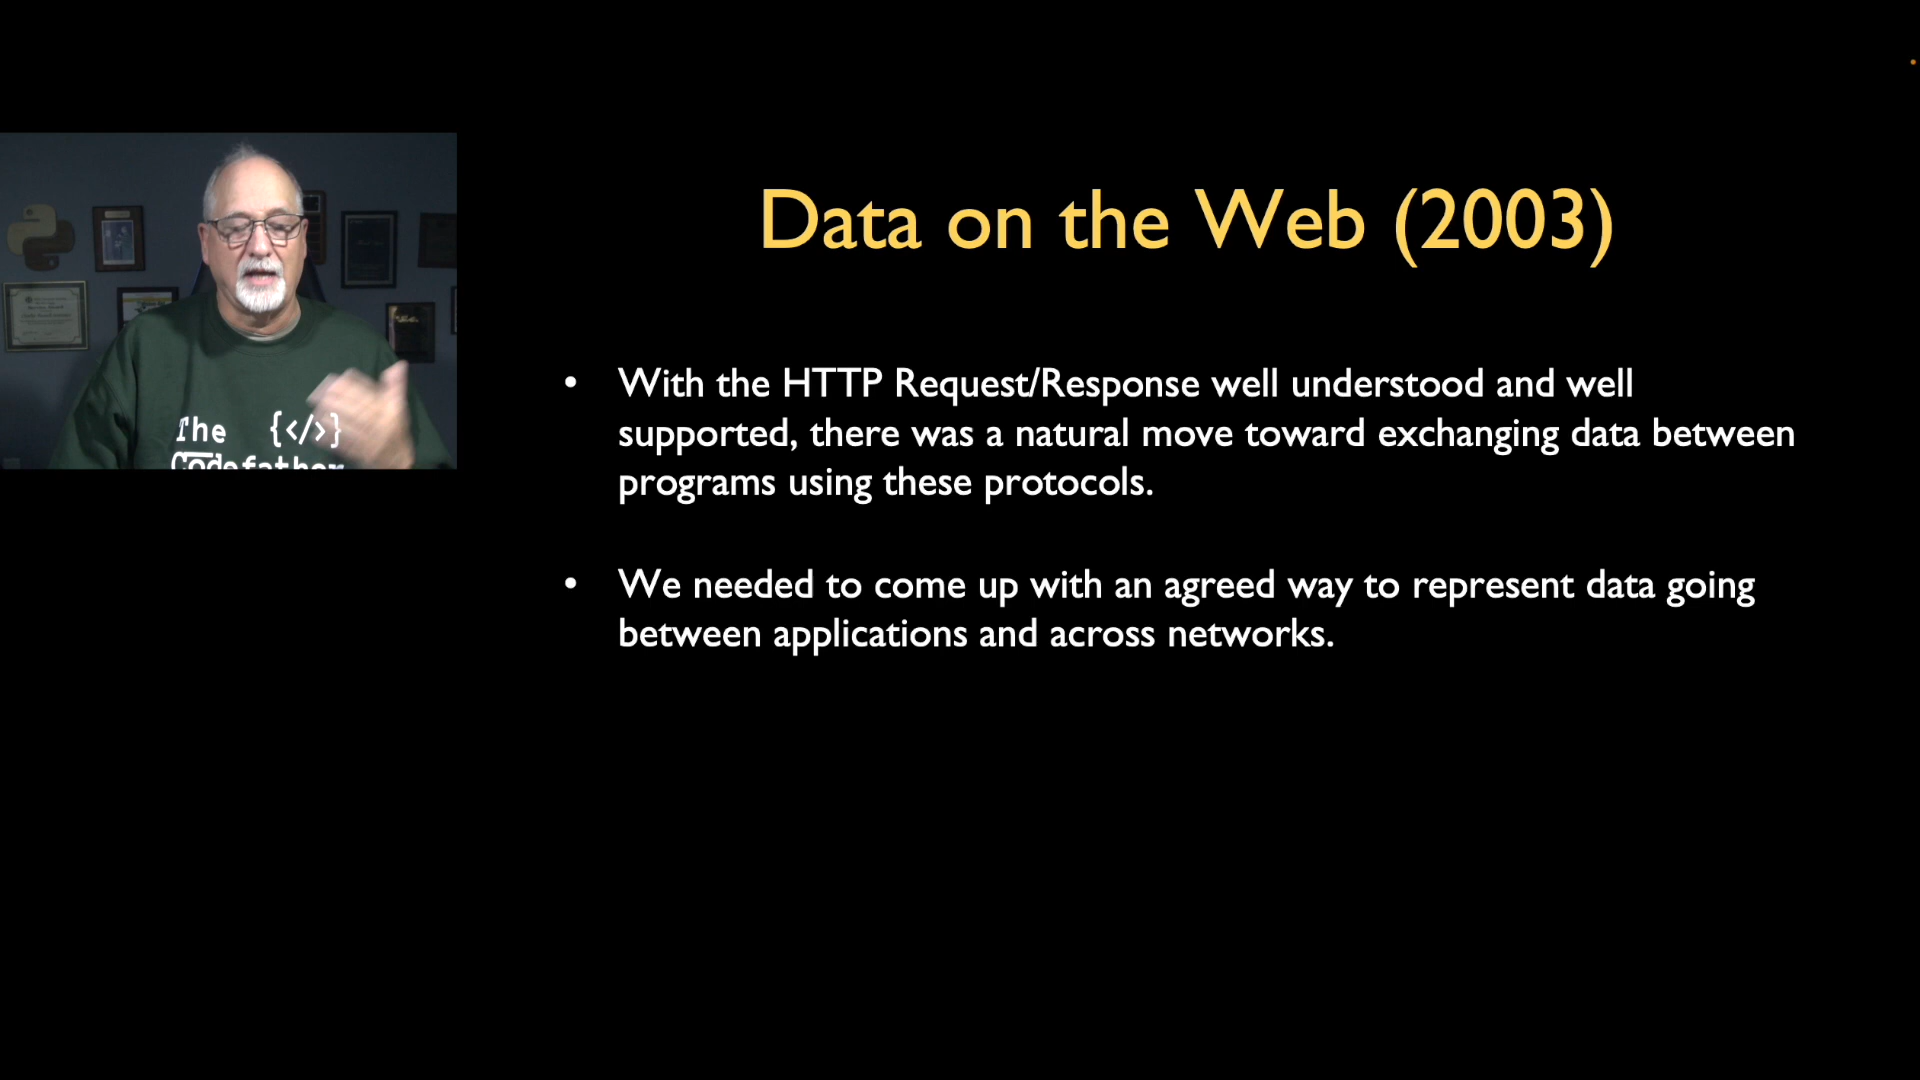 Data on the Web (2003)
• With the HTTP Request/Response well understood and well
supported, there was a natural move toward exchanging data between
programs using these protocols.
• We needed to come up with an agreed way to represent data going
between applications and across networks.
The {</>}
Codefather